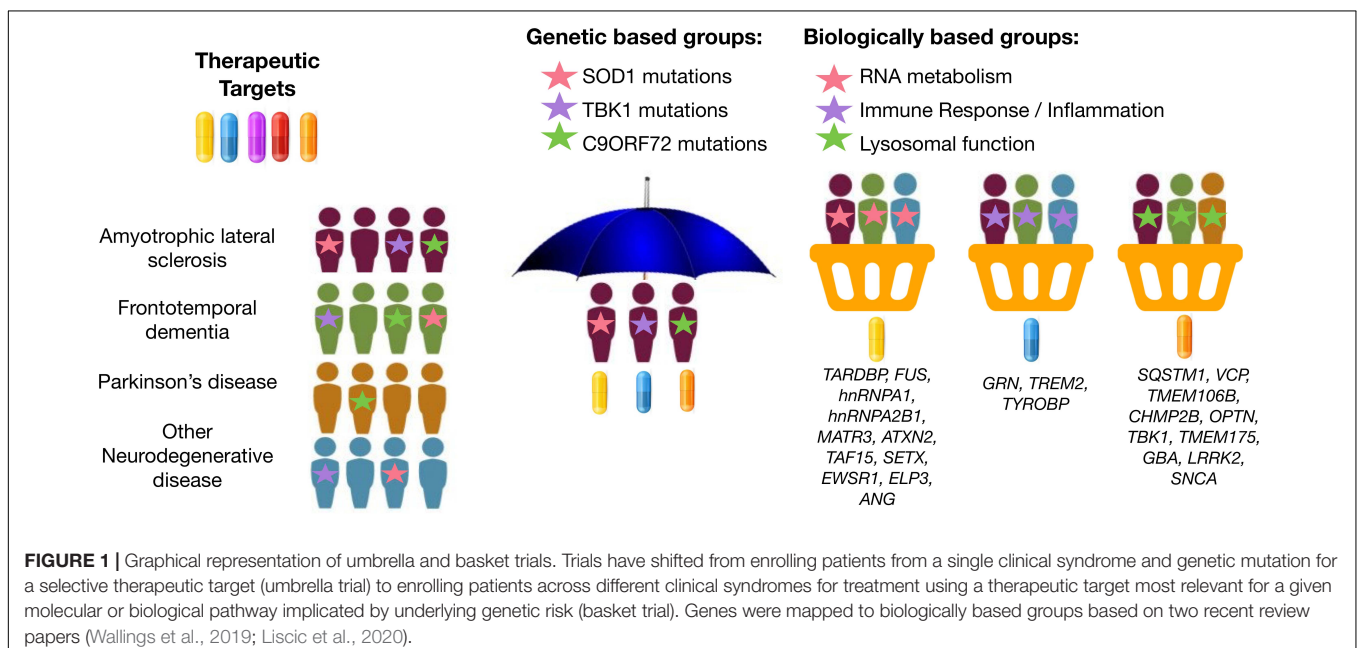 Therapeutic
Targets
Amyotrophic lateral
sclerosis
Frontotemporal
dementia
Parkinson's disease
Other
Neurodegenerative
disease
Genetic based groups:
SOD1 mutations
TBK1 mutations
C9ORF72 mutations
Biologically based groups:
RNA metabolism
Immune Response / Inflammation
Lysosomal function
TARDBP, FUS,
hnRNPA1,
hnRNPA2B1,
MATR3, ATXN2,
TAF15, SETX,
EWSR1, ELP3,
ANG
GRN, TREM2,
TYROBP
SQSTM1, VCP,
TMEM106B,
CHMP2B, OPTN,
TBK1, TMEM175,
GBA, LRRK2,
SNCA
FIGURE 1 | Graphical representation of umbrella and basket trials. Trials have shifted from enrolling patients from a single clinical syndrome and genetic mutation for
a selective therapeutic target (umbrella trial) to enrolling patients across different clinical syndromes for treatment using a therapeutic target most relevant for a given
molecular or biological pathway implicated by underlying genetic risk (basket trial). Genes were mapped to biologically based groups based on two recent review
papers (Wallings et al., 2019; Liscic et al., 2020).